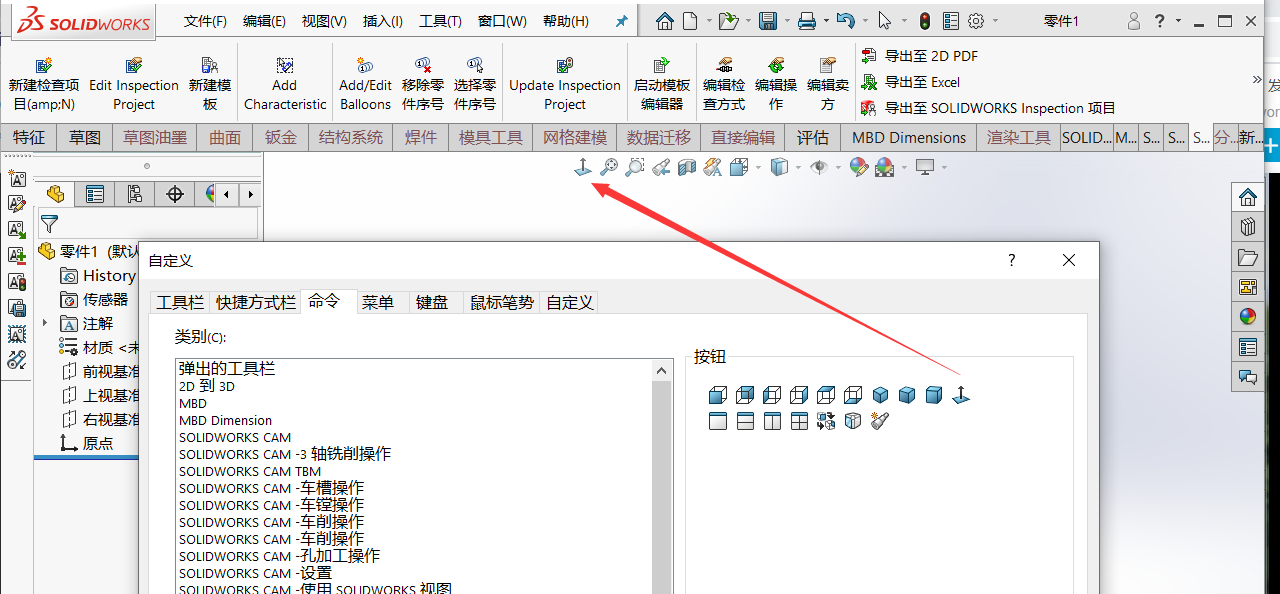 SOLIDWORKS 文件(F) 编辑(E) 视图(V) 插入(I) 工具(T) 窗口(W) 帮助(H) 零件1 ?
新建检查项目(amp;N) Edit Inspection Project 新建模板 Add Characteristic Add/Edit Balloons 移除零件序号 选择零件序号 Update Inspection Project 启动模板编辑器 编辑检查方式 编辑操作 编辑卖方
导出至 2D PDF
导出至 Excel
导出至 SOLIDWORKS Inspection 项目
特征 草图 草图油墨 曲面 钣金 结构系统 焊件 模具工具 网格建模 数据迁移 直接编辑 评估 MBD Dimensions 渲染工具 SOLID... M... S... S... S... 分... 新...
零件1 (默认
History
传感器
注解
材质 <未
前视基准
上视基准
右视基准
原点
自定义 ?
工具栏 快捷方式栏 命令 菜单 键盘 鼠标笔势 自定义
类别(C):
弹出的工具栏
2D 到 3D
MBD
MBD Dimension
SOLIDWORKS CAM
SOLIDWORKS CAM -3 轴铣削操作
SOLIDWORKS CAM TBM
SOLIDWORKS CAM -车槽操作
SOLIDWORKS CAM -车镗操作
SOLIDWORKS CAM -车削操作
SOLIDWORKS CAM -车削操作
SOLIDWORKS CAM -孔加工操作
SOLIDWORKS CAM -设置
SOLIDWORKS CAM -使用 SOLIDWORKS 视图
按钮